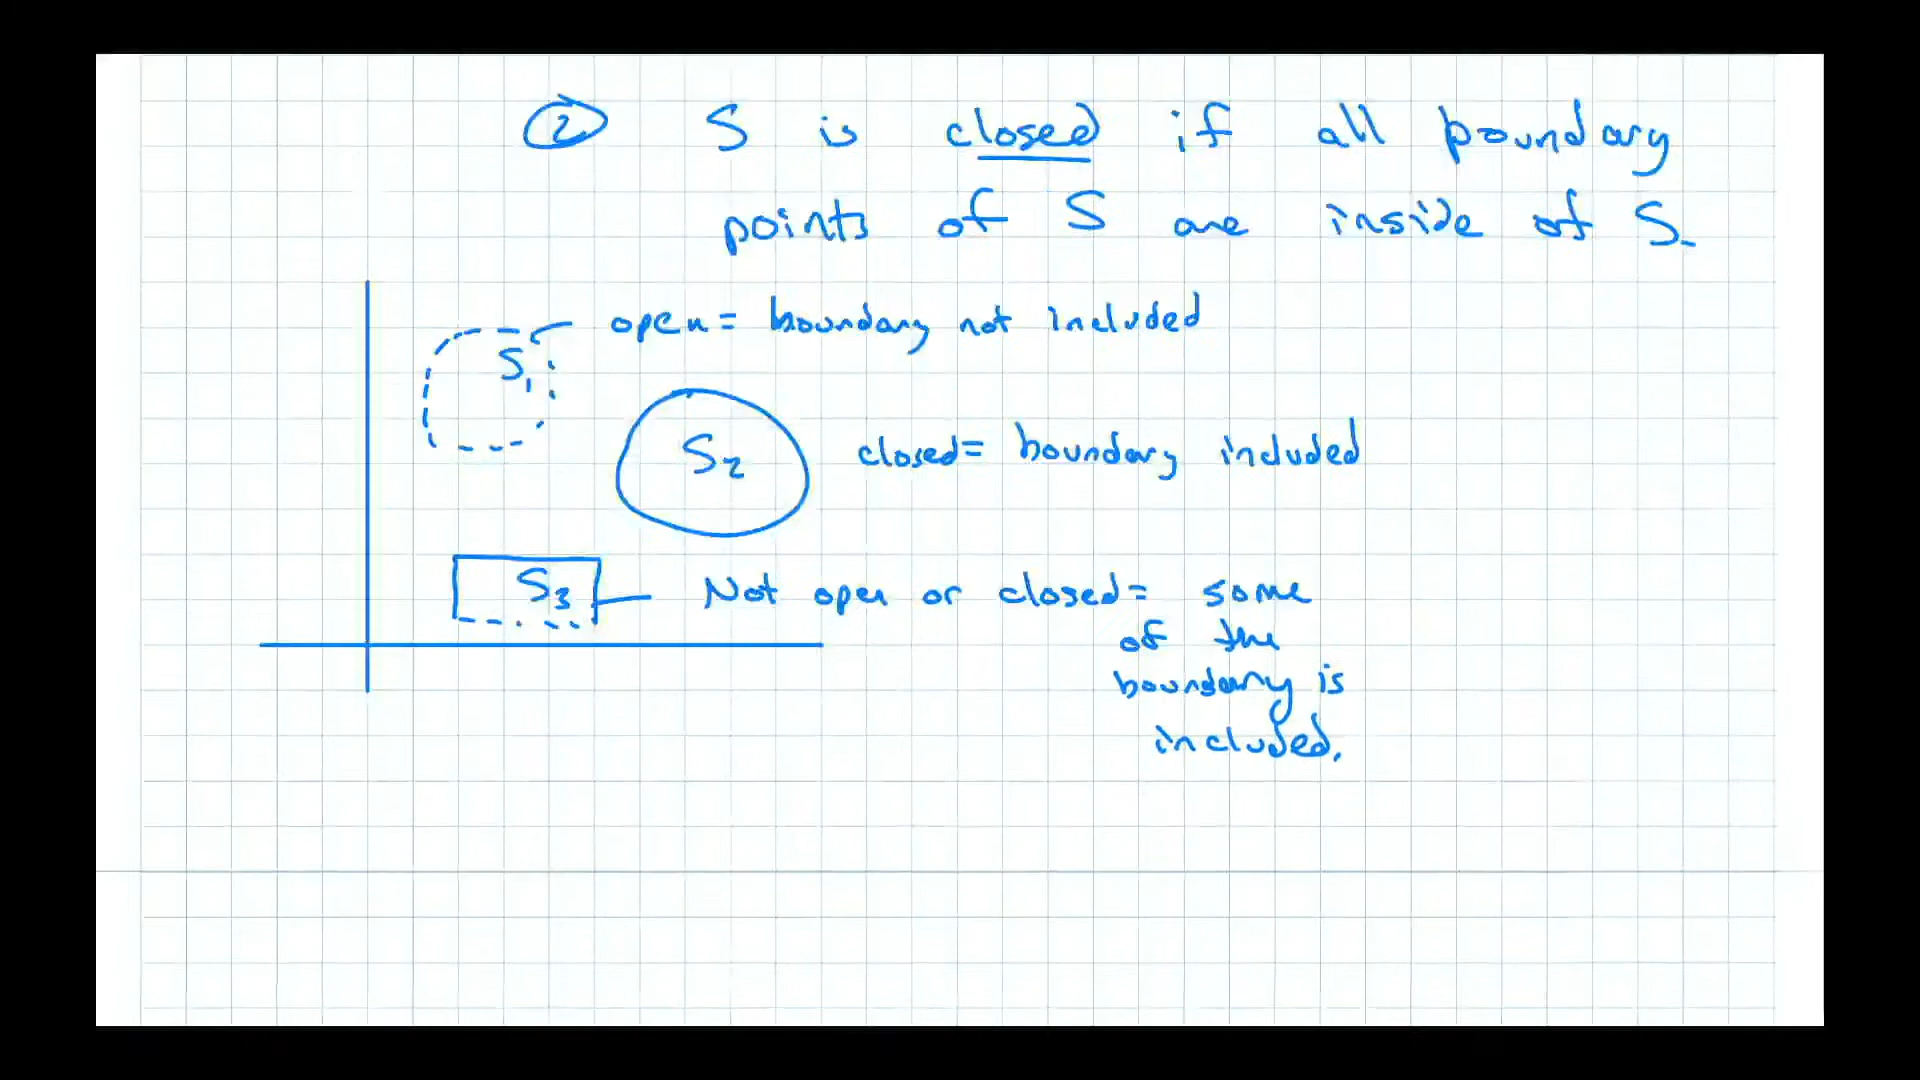 ② S is closed if all boundary
points of S are inside of S.
open = boundary not included
S₁
S₂ closed = boundary included
S₃ Not open or closed = some
of the
boundary is
included.